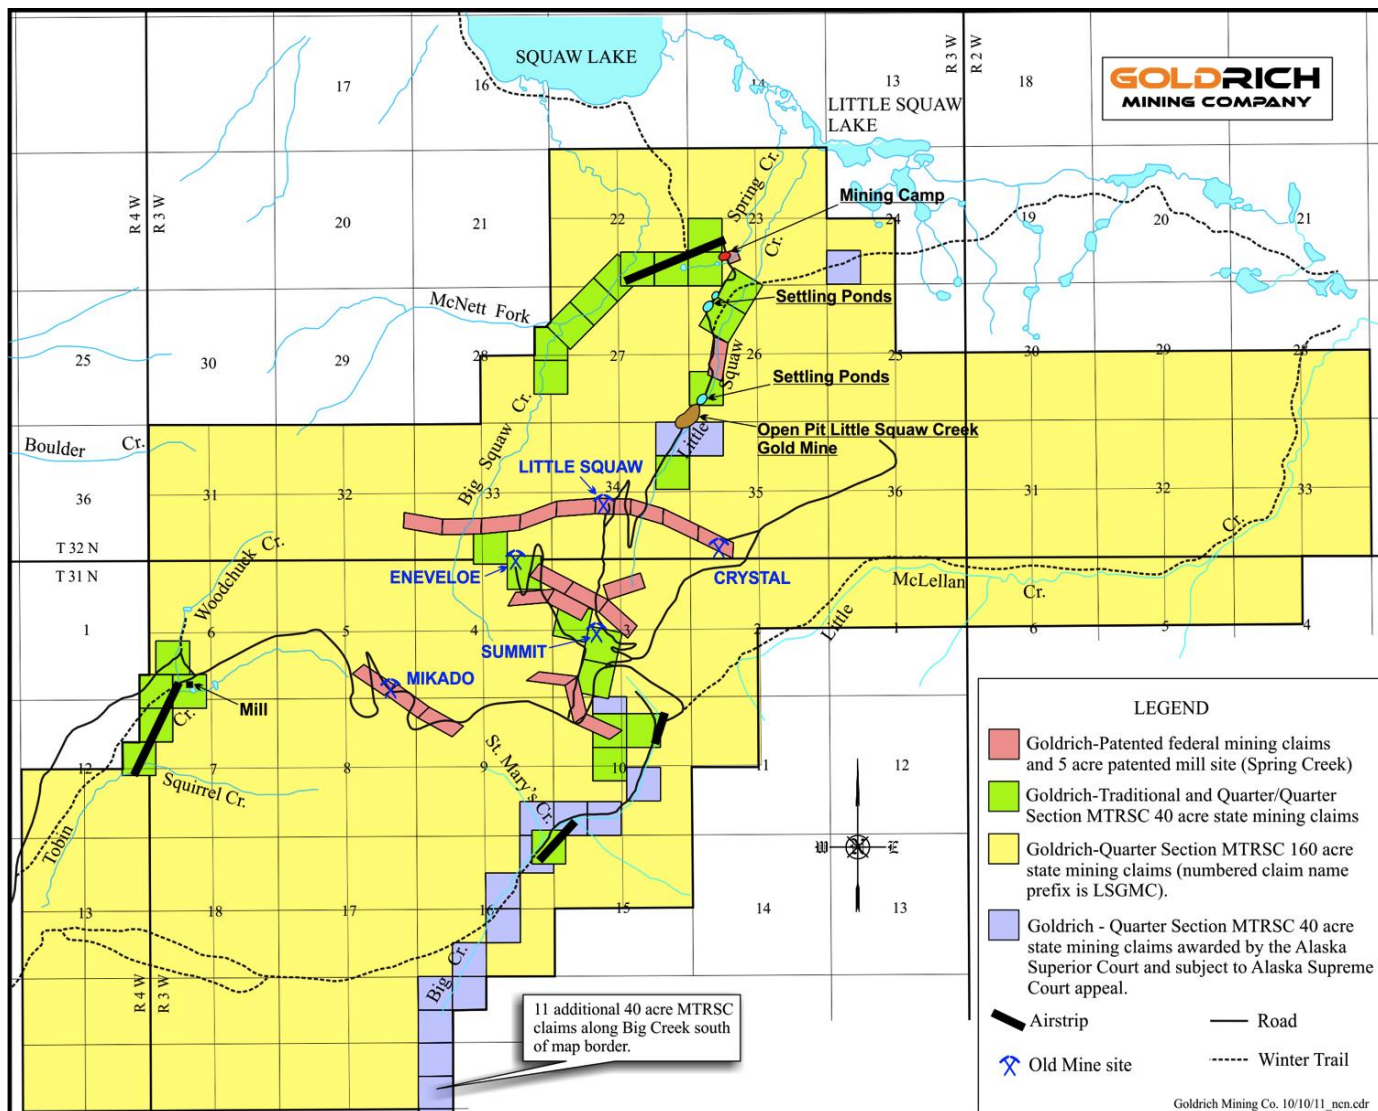 SQUAW LAKE
17
16
14
13
R 3 W
R 2 W
18
GOLDRICH
MINING COMPANY
LITTLE SQUAW
LAKE
R 4 W
R 3 W
20
21
22
Spring Cr.
23
Mining Camp
24
19
20
21
Cr.
McNett Fork
Settling Ponds
25
30
29
28
27
Squaw
26
25
30
29
28
Settling Ponds
Boulder Cr.
Big Squaw Cr.
Little
Open Pit Little Squaw Creek
Gold Mine
LITTLE SQUAW
36
31
32
33
34
35
36
31
32
33
T 32 N
T 31 N
Woodchuck Cr.
ENEVELOE
CRYSTAL
McLellan
Cr.
Cr.
Little
1
6
5
4
3
2
1
6
5
4
SUMMIT
MIKADO
Mill
Cr.
St. Mary's Cr.
12
7
8
9
10
11
12
Squirrel Cr.
Tobin
W
E
13
18
17
16
15
14
13
Big Cr.
R 4 W
R 3 W
11 additional 40 acre MTRSC
claims along Big Creek south
of map border.
LEGEND
Goldrich-Patented federal mining claims
and 5 acre patented mill site (Spring Creek)
Goldrich-Traditional and Quarter/Quarter
Section MTRSC 40 acre state mining claims
Goldrich-Quarter Section MTRSC 160 acre
state mining claims (numbered claim name
prefix is LSGMC).
Goldrich - Quarter Section MTRSC 40 acre
state mining claims awarded by the Alaska
Superior Court and subject to Alaska Supreme
Court appeal.
Airstrip
Road
Old Mine site
Winter Trail
Goldrich Mining Co. 10/10/11_ncn.cdr